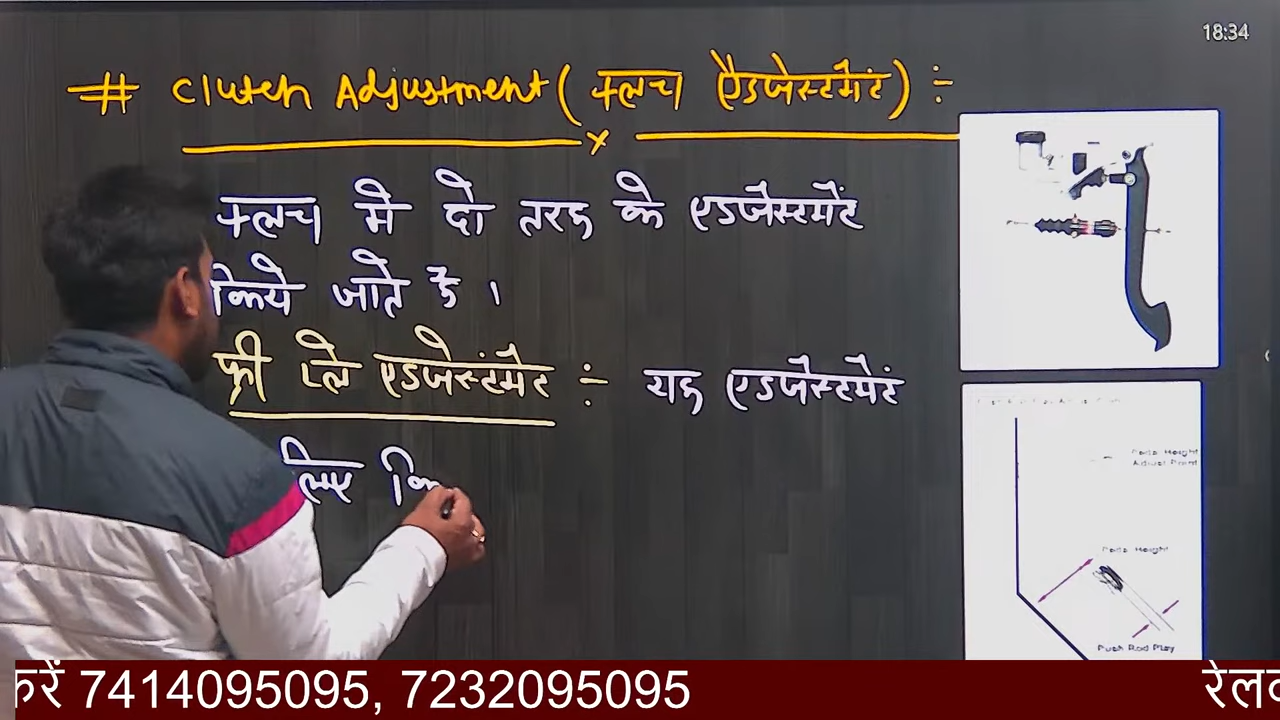 18:34
# Clutch Adjustment (क्लच ऐडजेस्टमेंट) ÷
क्लच में दो तरह के एडजेस्टमेंट
किये जाते है ।
फ्री प्ले एडजेस्टंमेट ÷ यह एडजेस्टमेंट
लिए कि
Pedal Height
Adjust Point
Pedal Height
Push Rod Play
करें 7414095095, 7232095095